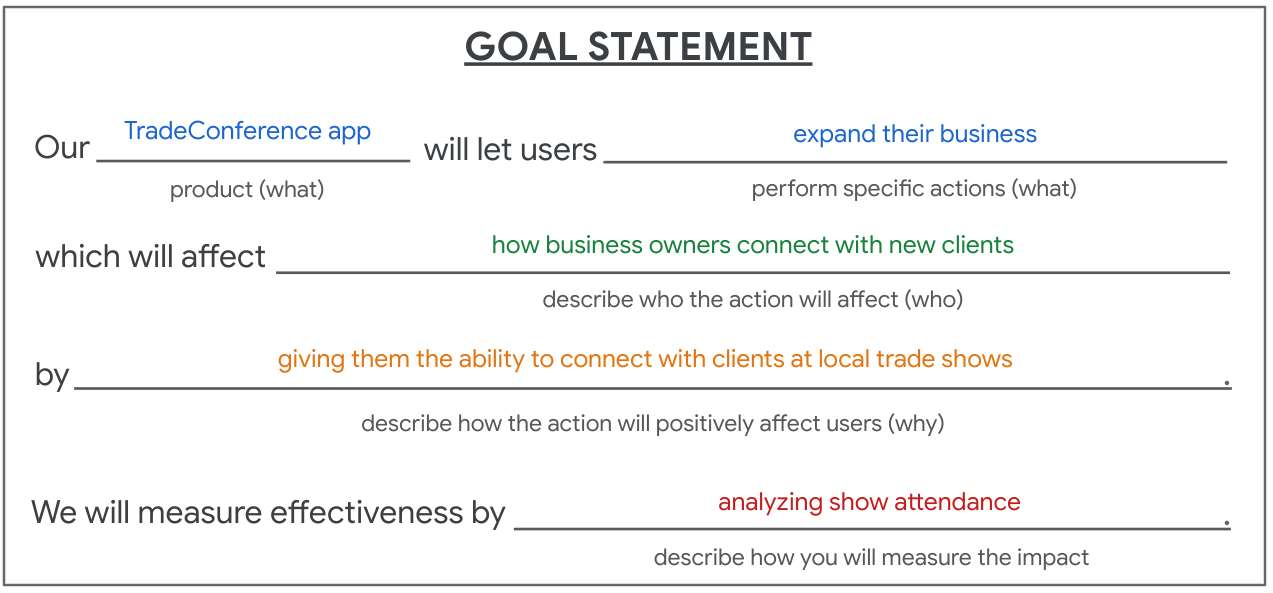 GOAL STATEMENT
Our TradeConference app will let users expand their business
product (what) perform specific actions (what)
which will affect how business owners connect with new clients
describe who the action will affect (who)
by giving them the ability to connect with clients at local trade shows.
describe how the action will positively affect users (why)
We will measure effectiveness by analyzing show attendance.
describe how you will measure the impact